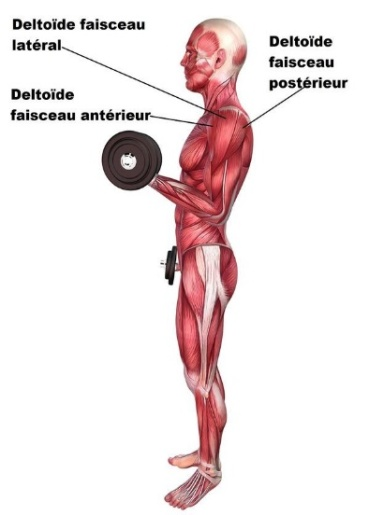 Deltoïde faisceau
latéral
Deltoïde
faisceau
postérieur
Deltoïde
faisceau antérieur